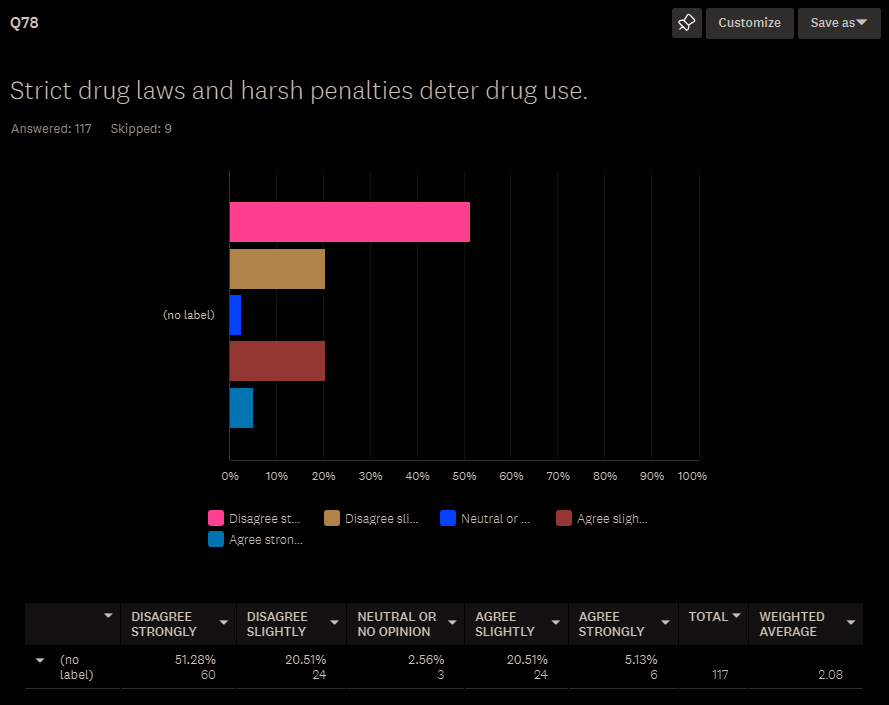 Q78
Customize
Save as
Strict drug laws and harsh penalties deter drug use.
Answered: 117 Skipped: 9
(no label)
0% 10% 20% 30% 40% 50% 60% 70% 80% 90% 100%
Disagree st... Disagree sli... Neutral or ... Agree sligh...
Agree stron...
DISAGREE STRONGLY
DISAGREE SLIGHTLY
NEUTRAL OR NO OPINION
AGREE SLIGHTLY
AGREE STRONGLY
TOTAL
WEIGHTED AVERAGE
(no label)
51.28% 60
20.51% 24
2.56% 3
20.51% 24
5.13% 6
117
2.08